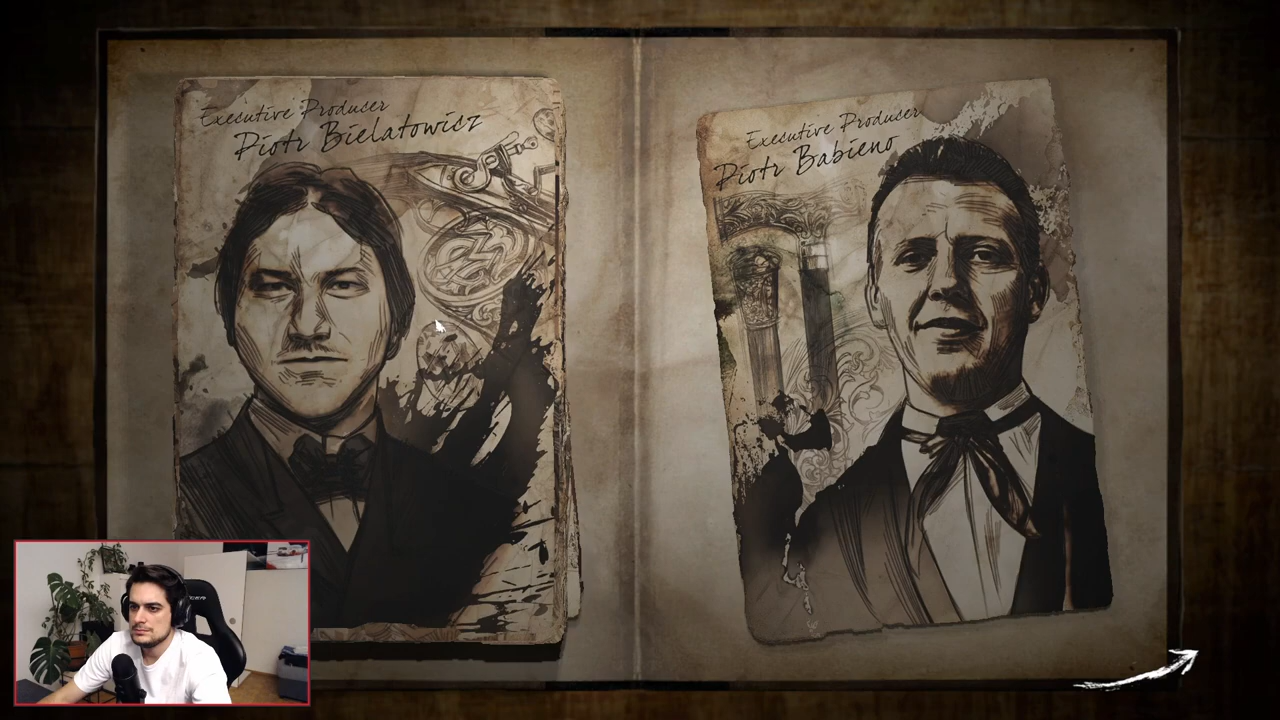 Executive Producer
Piotr Bielatowicz
Executive Producer
Piotr Babieno